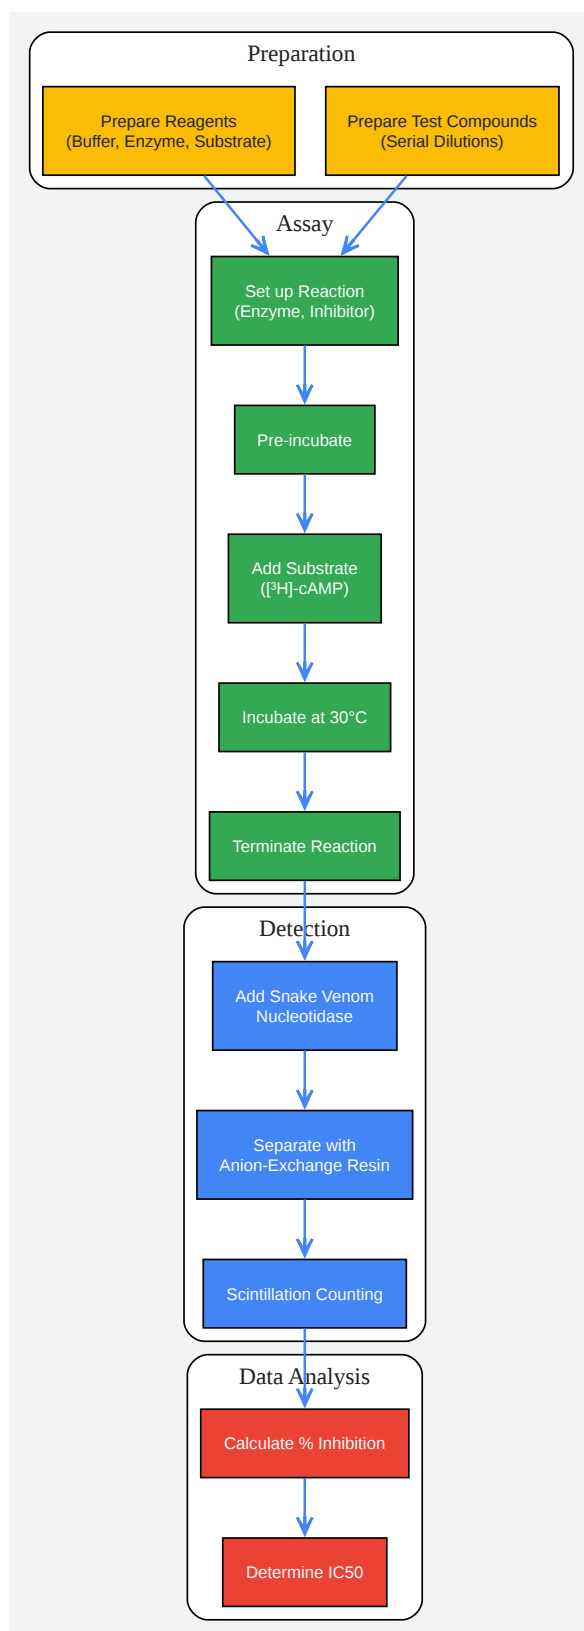 Preparation
Prepare Reagents
(Buffer, Enzyme, Substrate)
Prepare Test Compounds
(Serial Dilutions)
Assay
Set up Reaction
(Enzyme, Inhibitor)
Pre-incubate
Add Substrate
([³H]-cAMP)
Incubate at 30°C
Terminate Reaction
Detection
Add Snake Venom
Nucleotidase
Separate with
Anion-Exchange Resin
Scintillation Counting
Data Analysis
Calculate % Inhibition
Determine IC50